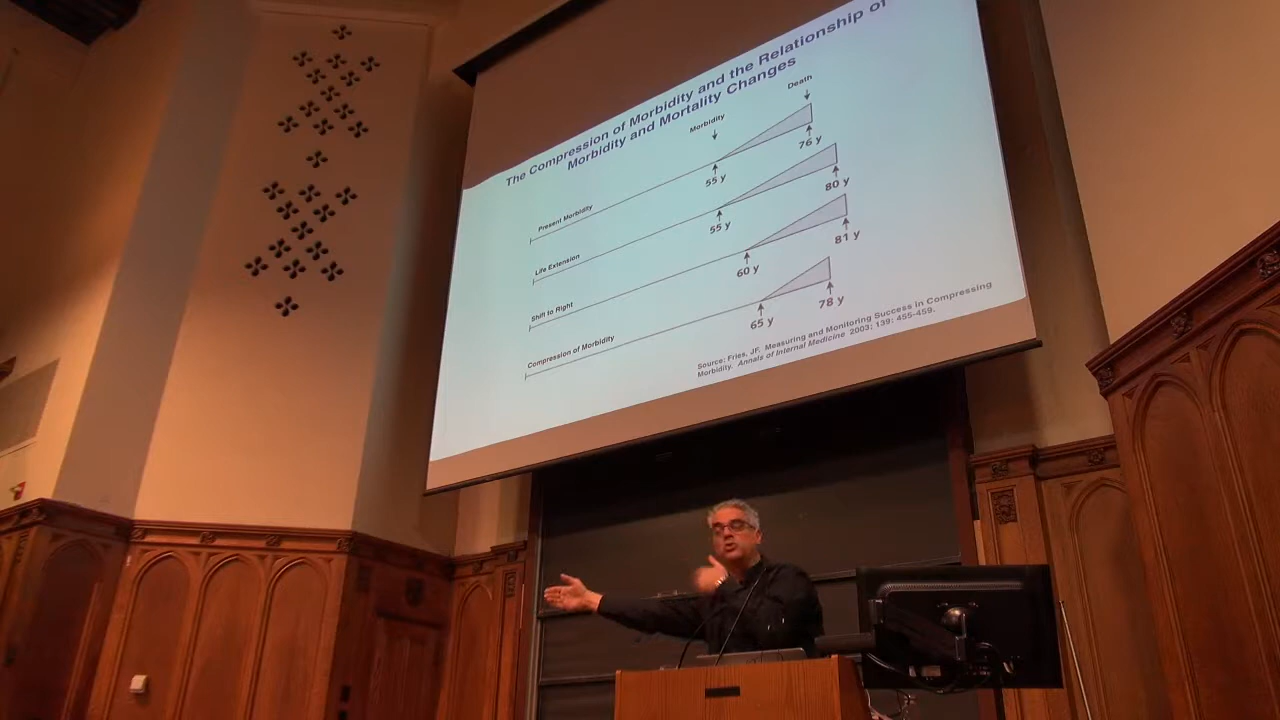 The Compression of Morbidity and the Relationship of
Morbidity and Mortality Changes
Death
Morbidity
Present Morbidity
55 y
76 y
Life Extension
55 y
80 y
Shift to Right
60 y
81 y
Compression of Morbidity
65 y
78 y
Source: Fries, JF. Measuring and Monitoring Success in Compressing
Morbidity. Annals of Internal Medicine 2003; 139: 455-459.